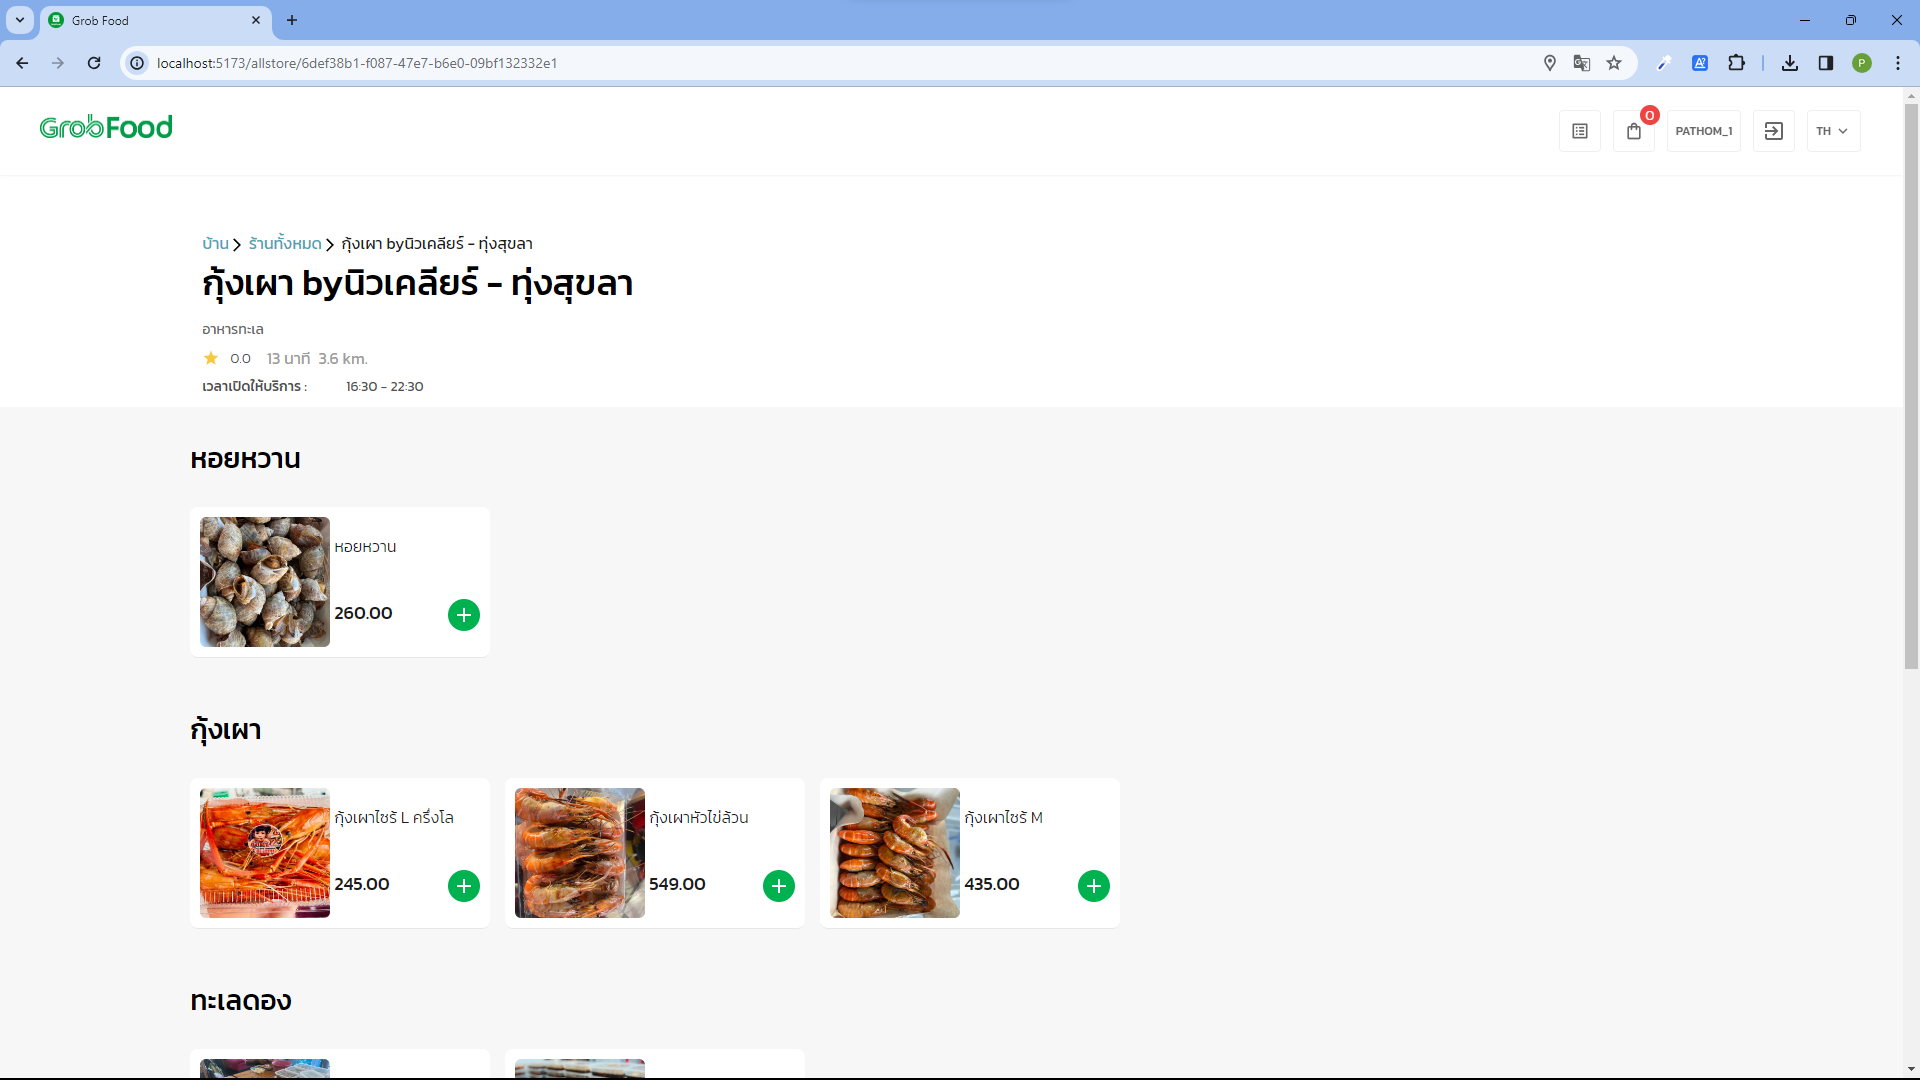 Grob Food
localhost:5173/allstore/6def38b1-f087-47e7-b6e0-09bf132332e1
P
GrobFood
0
PATHOM_1
TH
บ้าน > ร้านทั้งหมด > กุ้งเผา byนิวเคลียร์ - ทุ่งสุขลา
กุ้งเผา byนิวเคลียร์ - ทุ่งสุขลา
อาหารทะเล
0.0 13 นาที 3.6 km.
เวลาเปิดให้บริการ : 16:30 - 22:30
หอยหวาน
หอยหวาน
260.00
กุ้งเผา
กุ้งเผาไซร้ L ครึ่งโล
245.00
กุ้งเผาหัวไข่ล้วน
549.00
กุ้งเผาไซร้ M
435.00
ทะเลดอง